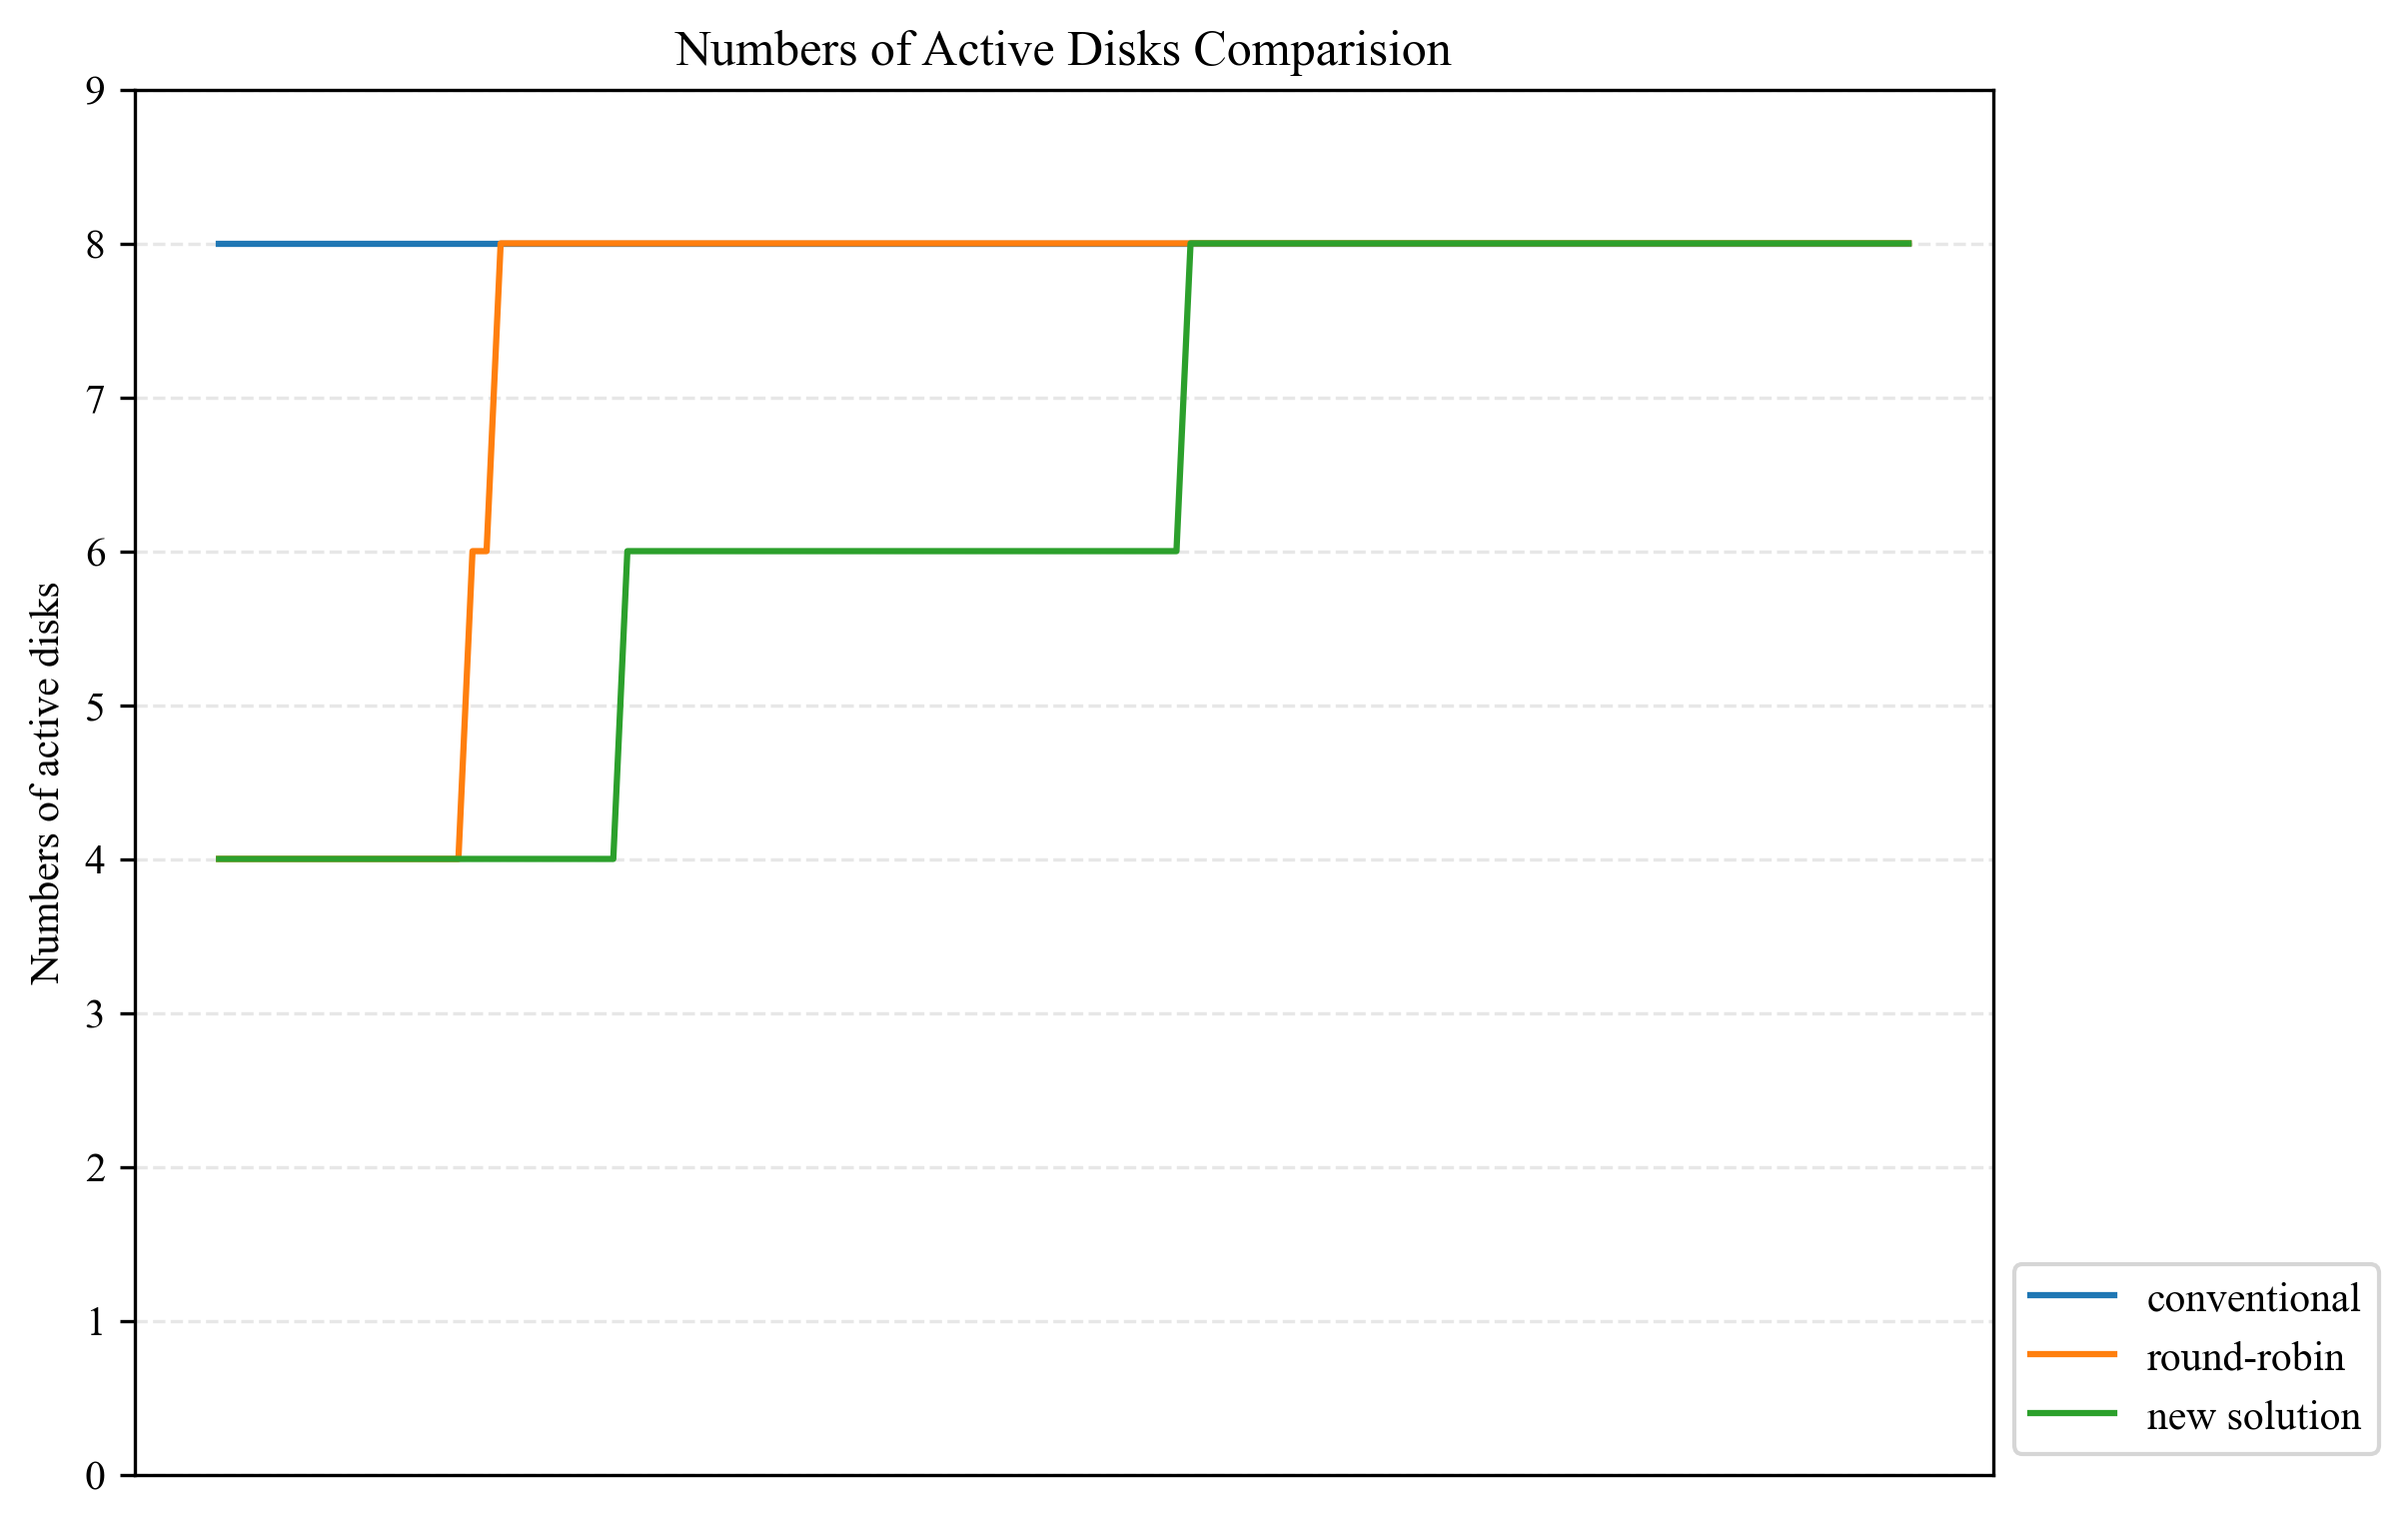 Numbers of Active Disks Comparision
9
8
7
6
5
4
3
2
1
0
Numbers of active disks
conventional
round-robin
new solution